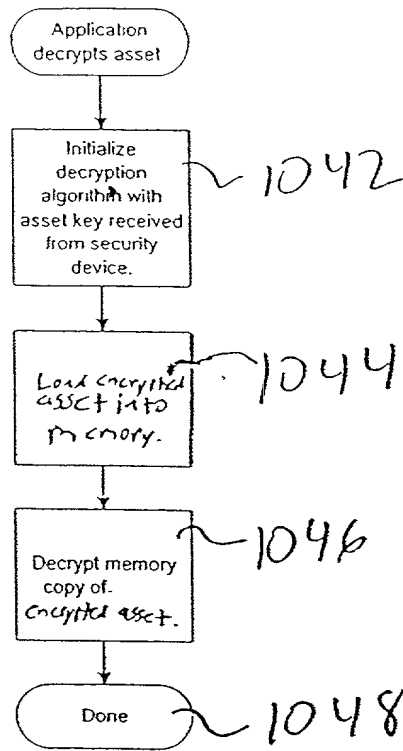 Application
decrypts asset
Initialize
decryption
algorithm with
asset key received
from security
device.
1042
Load encrypted
asset into
memory.
1044
Decrypt memory
copy of
encrypted asset.
1046
Done
1048